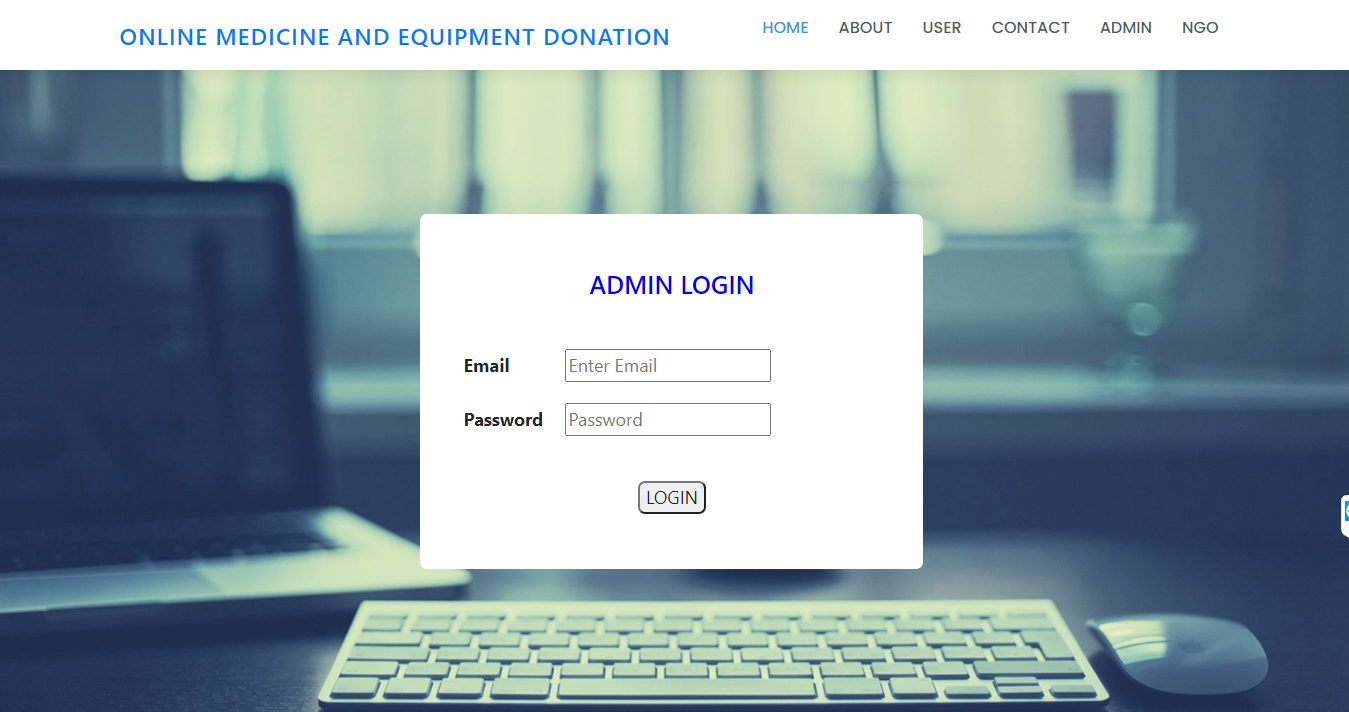 ONLINE MEDICINE AND EQUIPMENT DONATION
HOME ABOUT USER CONTACT ADMIN NGO
ADMIN LOGIN
Email Enter Email
Password Password
LOGIN